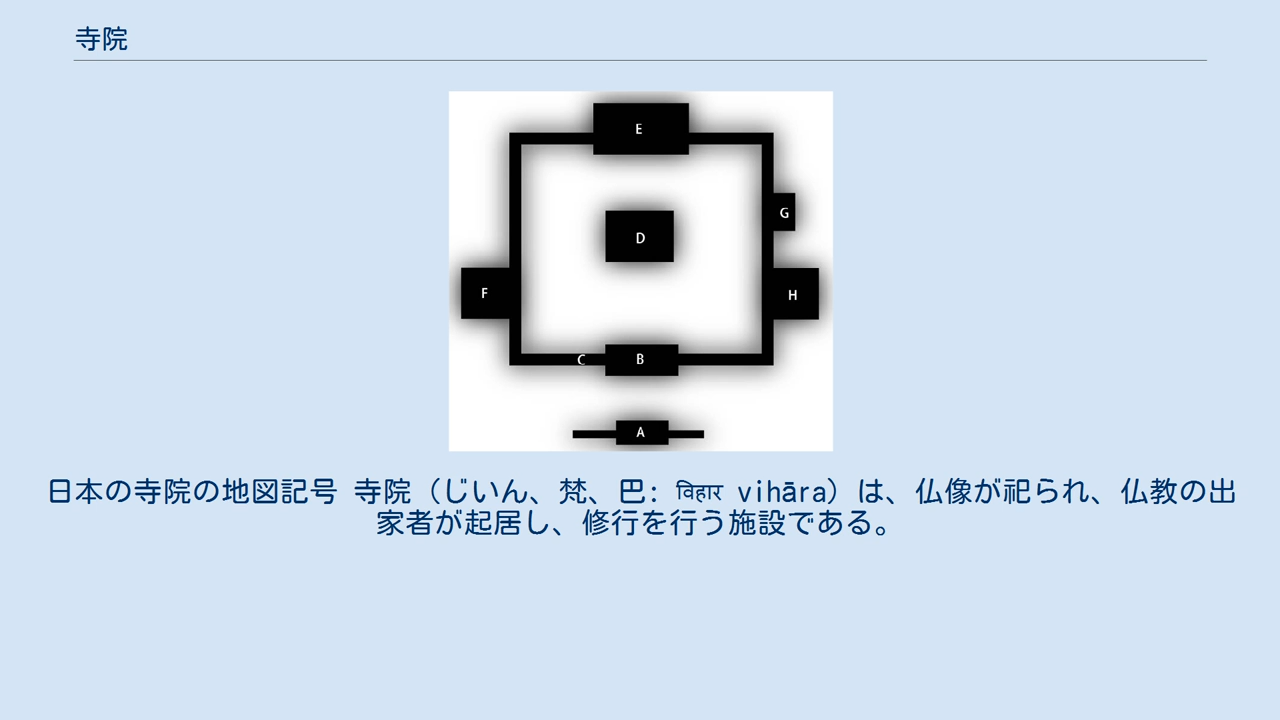 寺院
E
G
D
F
H
C B
A
日本の寺院の地図記号 寺院（じいん、梵、巴: विहार vihāra）は、仏像が祀られ、仏教の出
家者が起居し、修行を行う施設である。